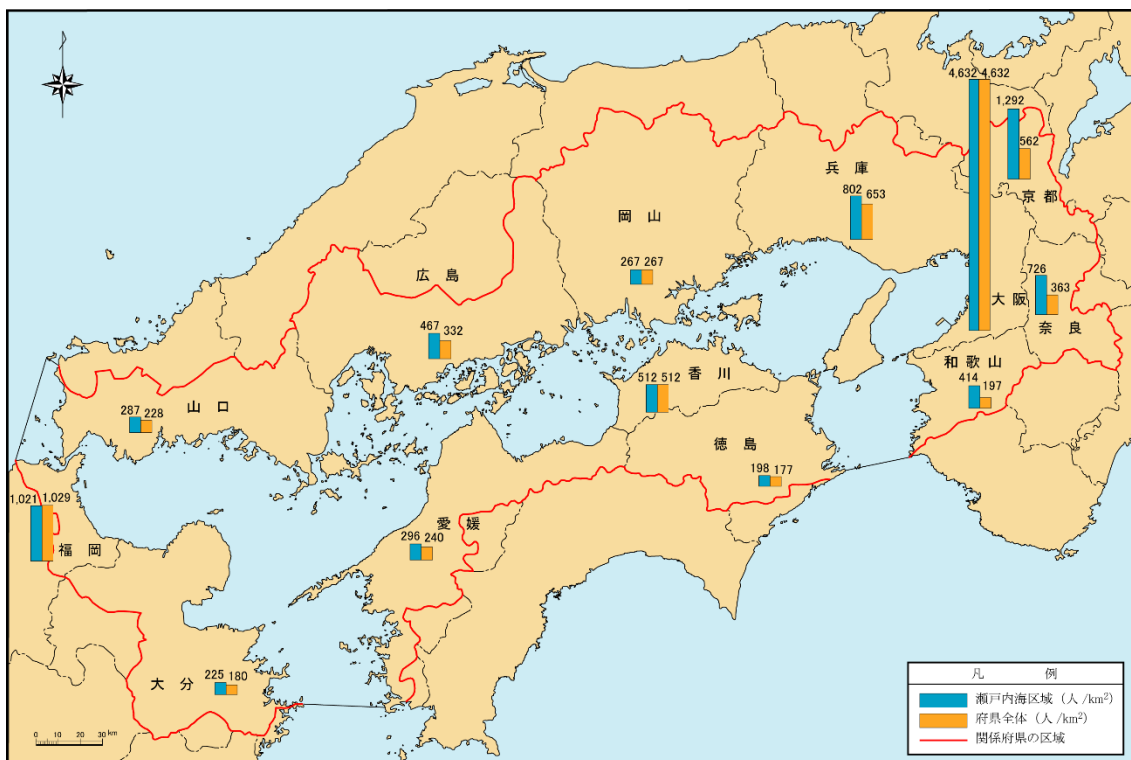 4,632 4,632
1,292
562
京都
兵庫
802 653
岡山
267 267
広島
467 332
726
363
大阪
奈良
和歌山
414
197
香川
512 512
山口
287 228
徳島
198 177
1,021 1,029
福岡
愛媛
296 240
大分
225 180
0 10 20 30km
凡 例
瀬戸内海区域（人/km²）
府県全体（人/km²）
関係府県の区域